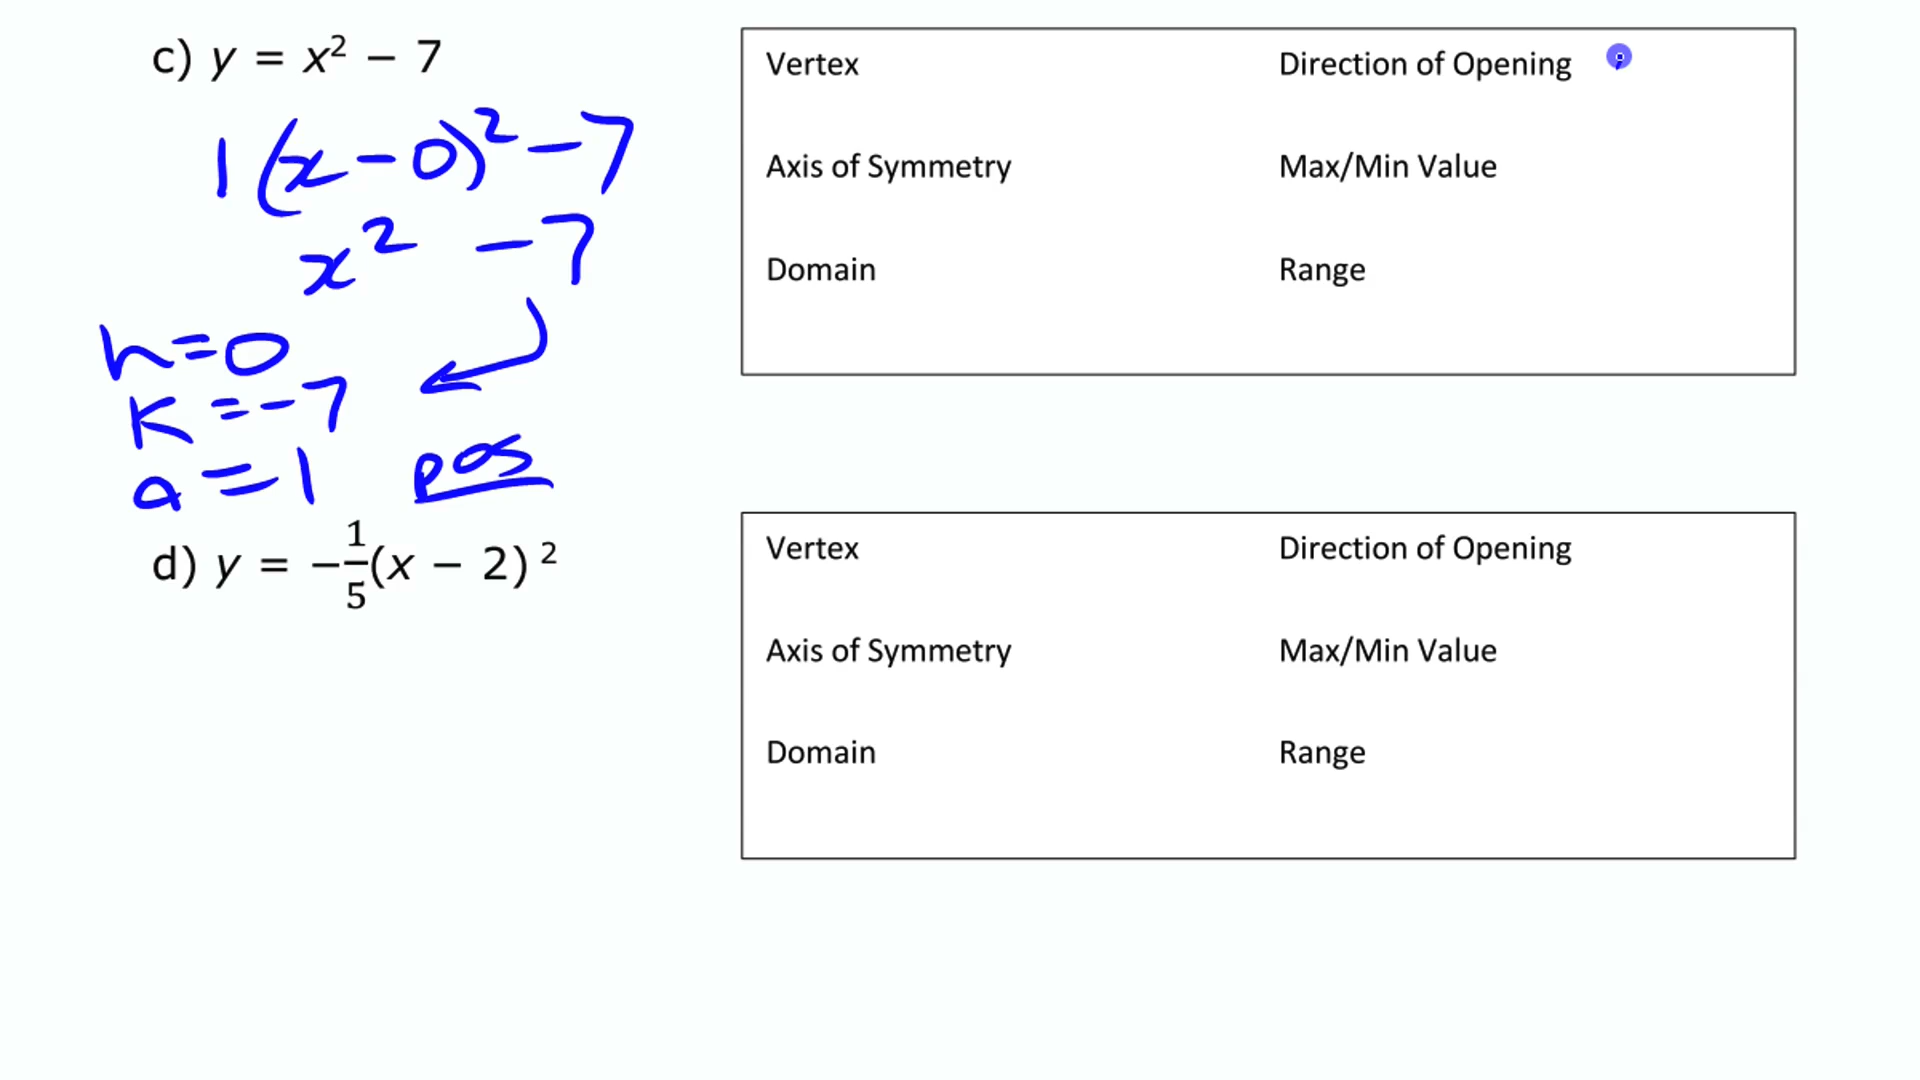 c) y = x² − 7
1(x-0)²-7
x² -7
h=0
K=-7
a=1 pos
Vertex Direction of Opening
Axis of Symmetry Max/Min Value
Domain Range
d) y = −1/5(x − 2) ²
Vertex Direction of Opening
Axis of Symmetry Max/Min Value
Domain Range